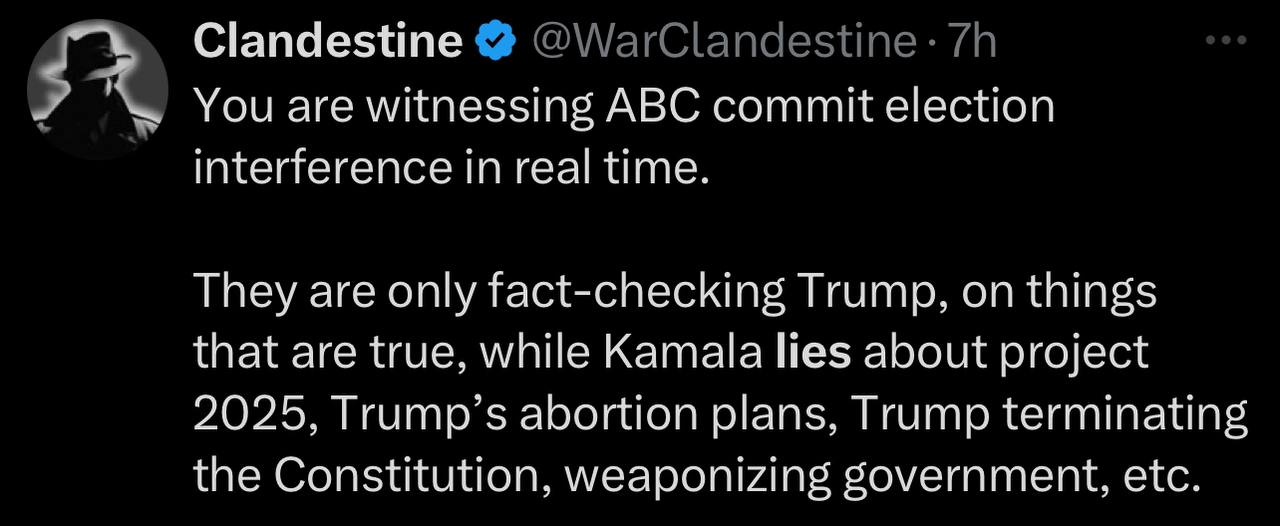 Clandestine @WarClandestine · 7h
You are witnessing ABC commit election
interference in real time.
They are only fact-checking Trump, on things
that are true, while Kamala lies about project
2025, Trump’s abortion plans, Trump terminating
the Constitution, weaponizing government, etc.